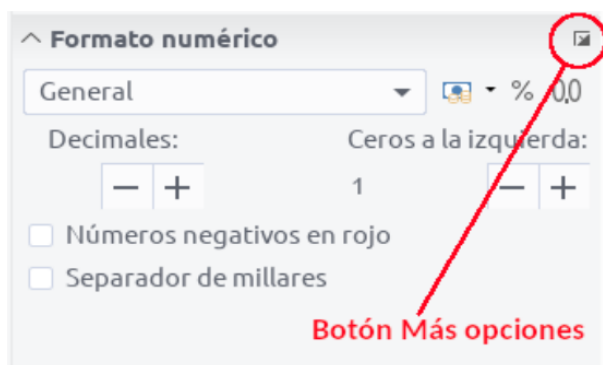 Formato numérico
General % 0,0
Decimales: Ceros a la izquierda:
1
Números negativos en rojo
Separador de millares
Botón Más opciones